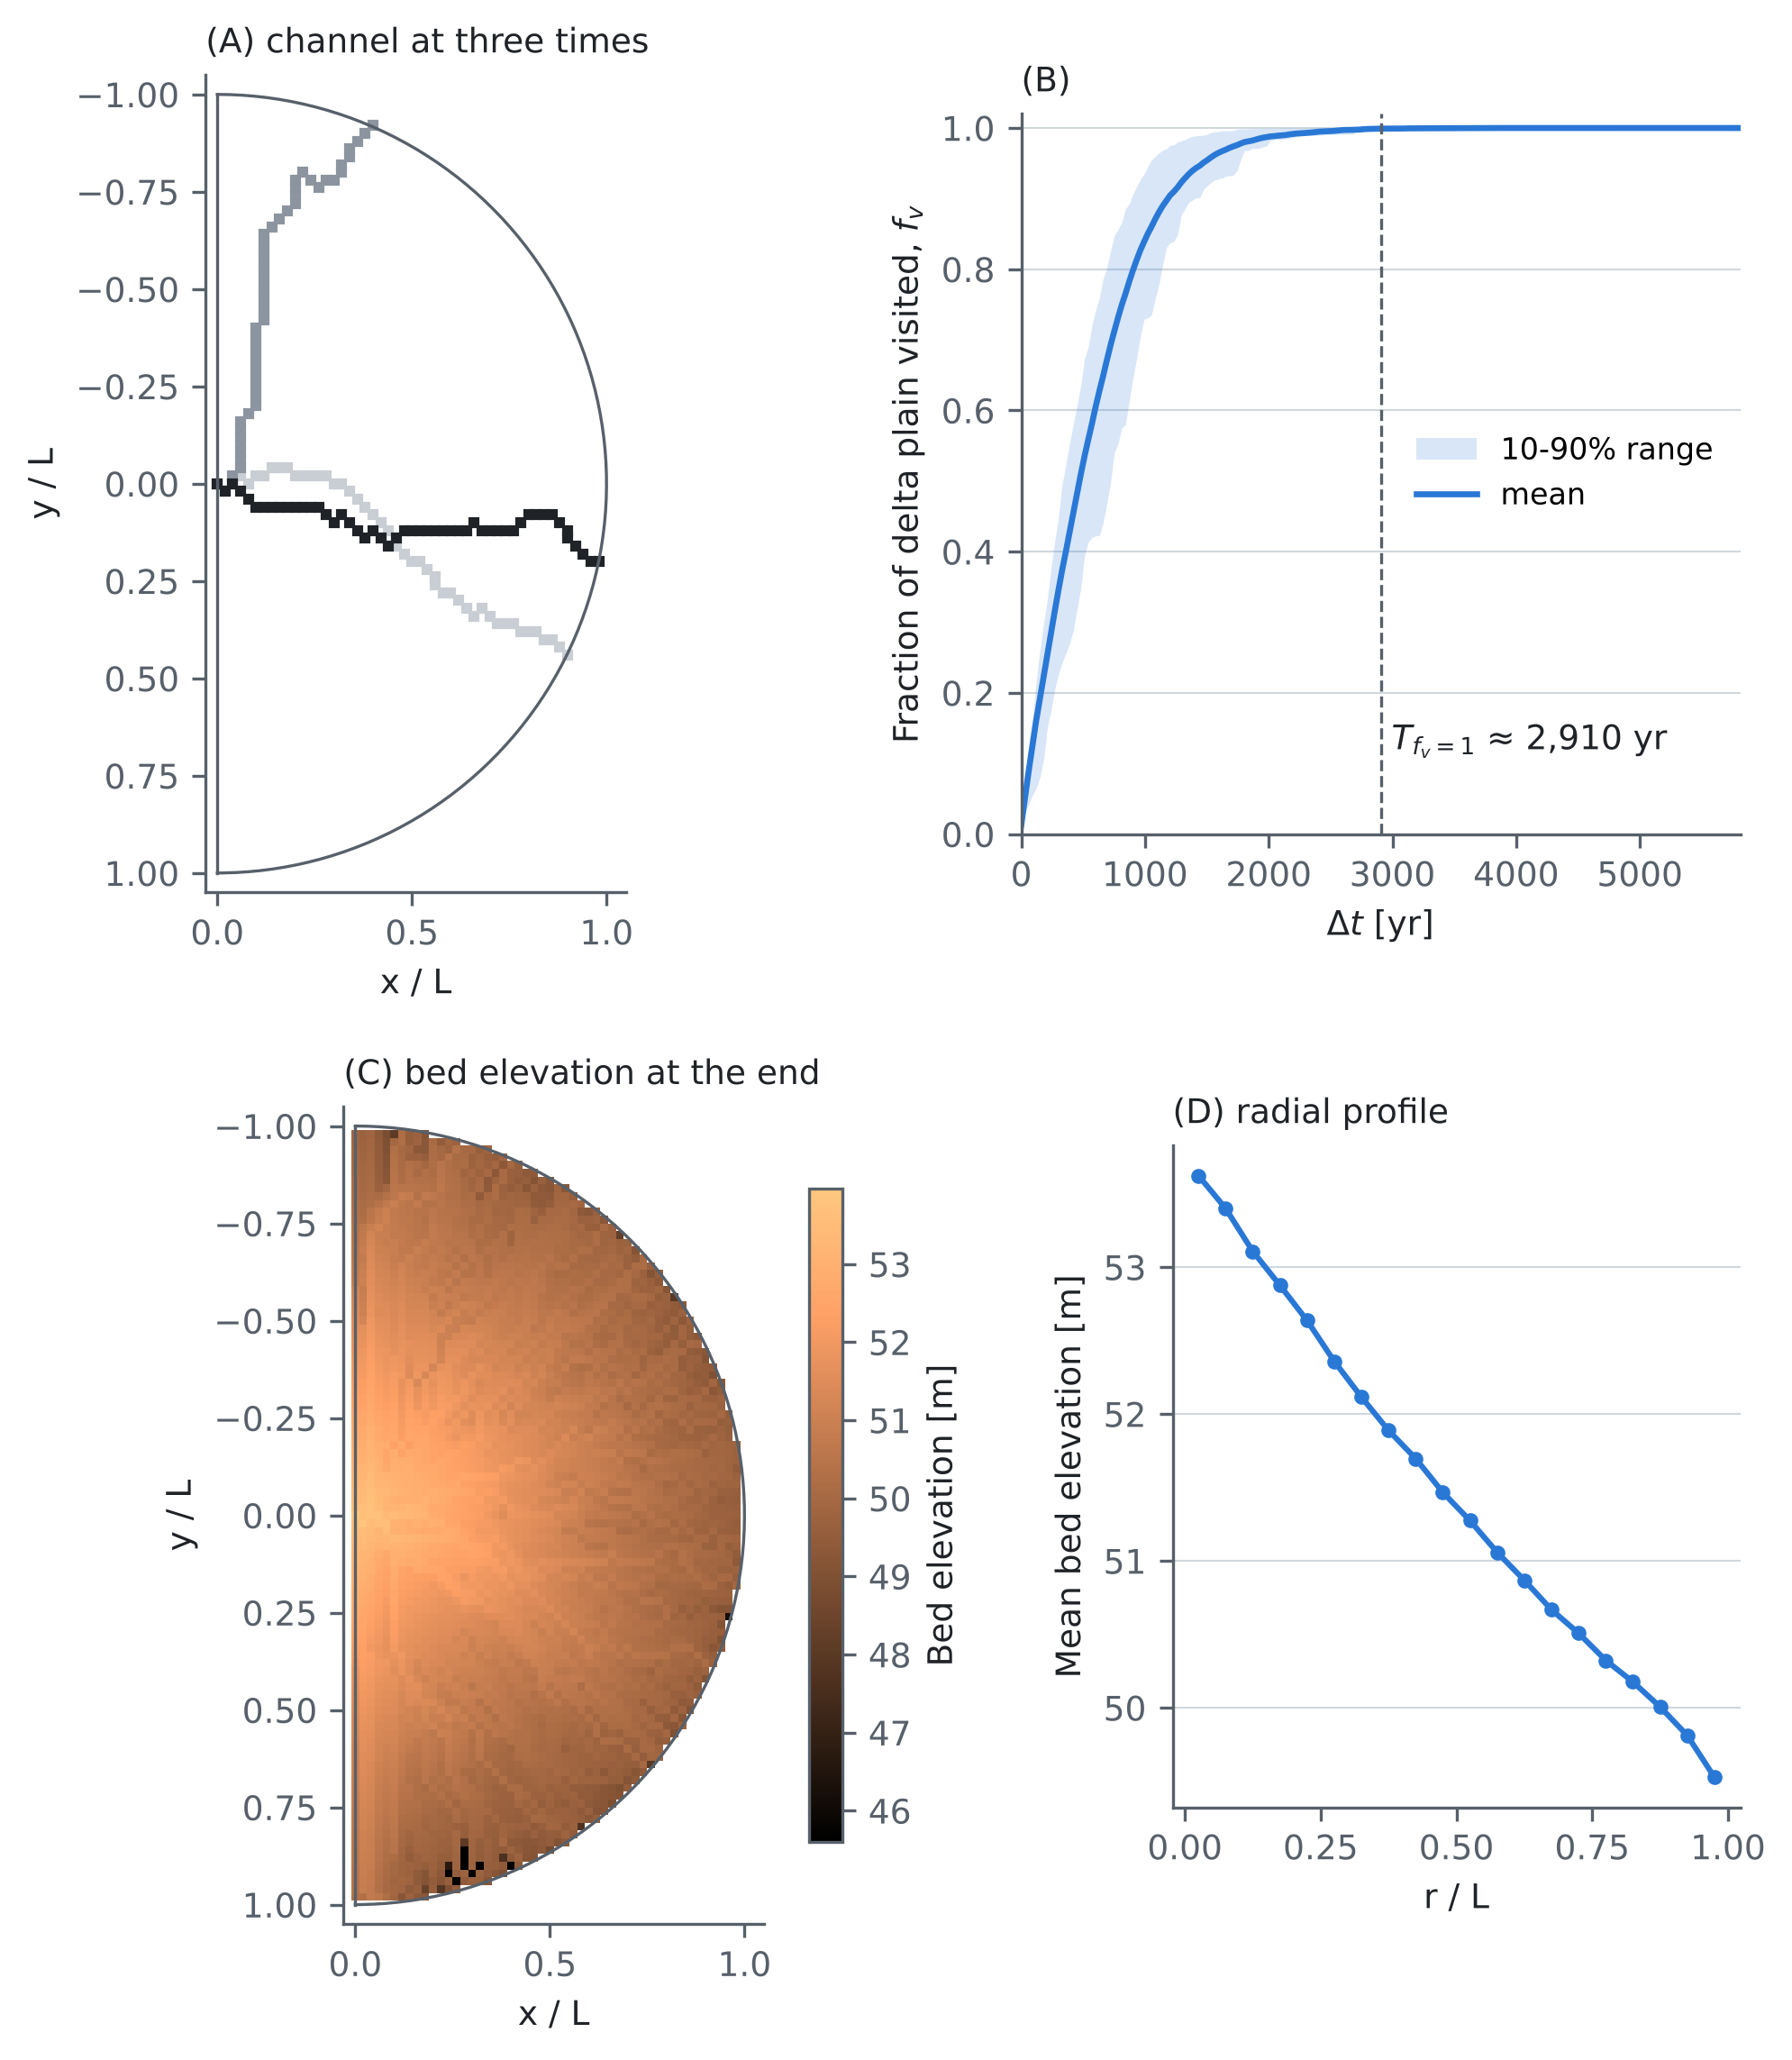 (A) channel at three times
−1.00
−0.75
−0.50
−0.25
0.00
0.25
0.50
0.75
1.00
y / L
0.0 0.5 1.0
x / L
(B)
1.0
0.8
0.6
0.4
0.2
0.0
Fraction of delta plain visited, f_v
10-90% range
mean
T_{f_v = 1} ≈ 2,910 yr
0 1000 2000 3000 4000 5000
Δt [yr]
(C) bed elevation at the end
−1.00
−0.75
−0.50
−0.25
0.00
0.25
0.50
0.75
1.00
y / L
0.0 0.5 1.0
x / L
53
52
51
50
49
48
47
46
Bed elevation [m]
(D) radial profile
53
52
51
50
Mean bed elevation [m]
0.00 0.25 0.50 0.75 1.00
r / L